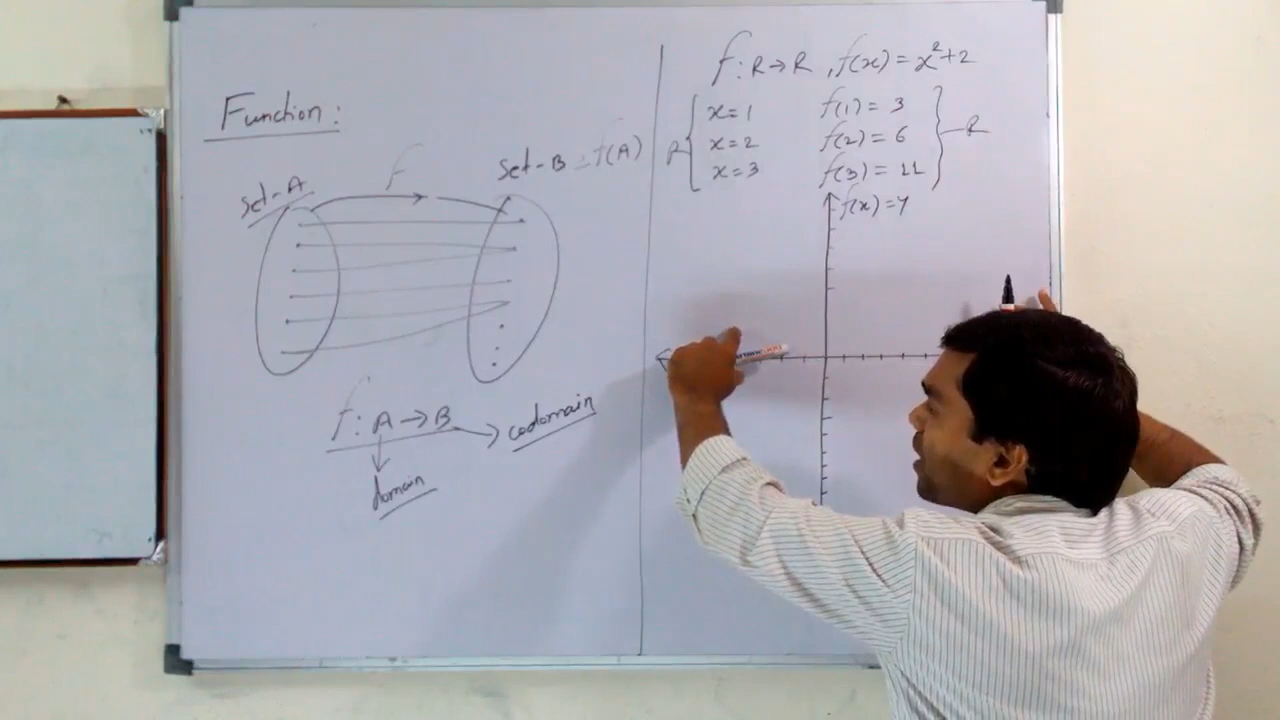 Function:
Set-A
f
Set-B = f(A)
f: A → B
domain
codomain
f: R → R, f(x) = x²+2
x=1 f(1) = 3
R { x=2 f(2) = 6 } R
x=3 f(3) = 11
f(x) = y